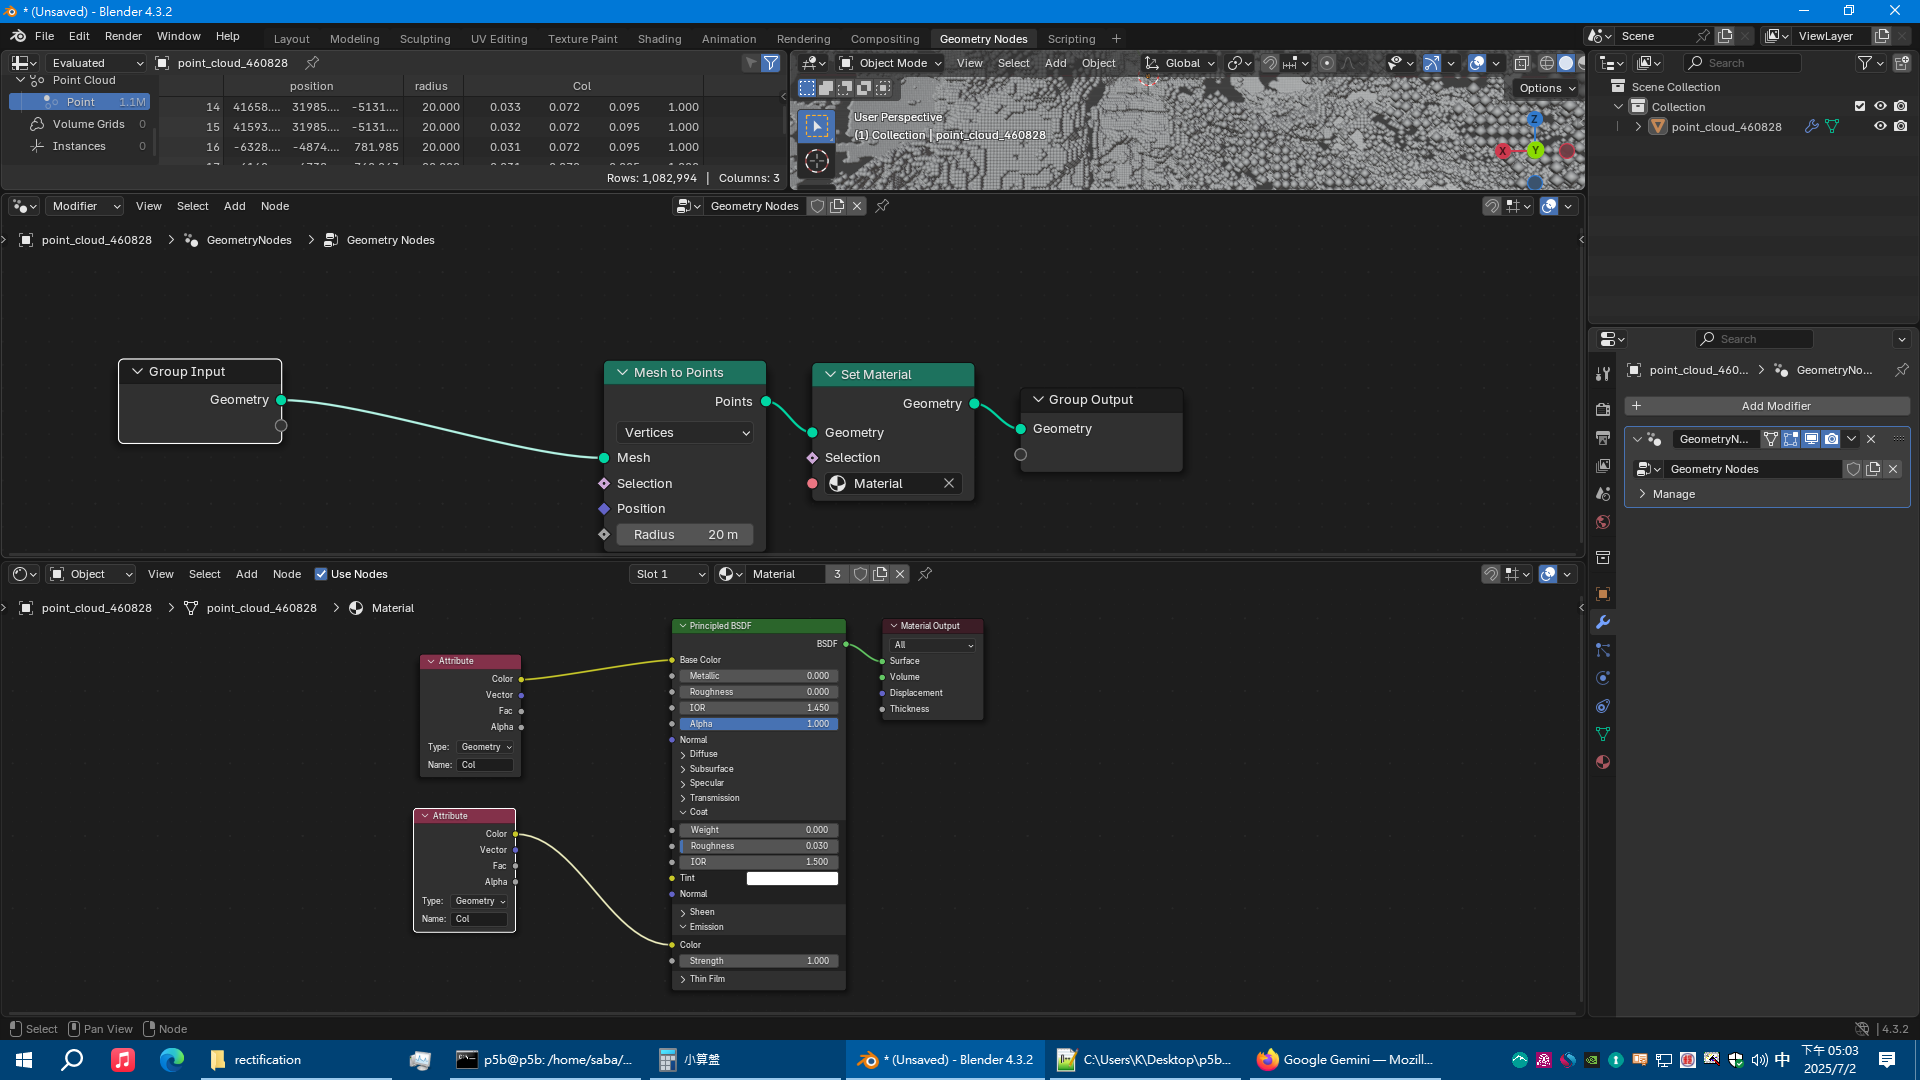 * (Unsaved) - Blender 4.3.2
File Edit Render Window Help Layout Modeling Sculpting UV Editing Texture Paint Shading Animation Rendering Compositing Geometry Nodes Scripting + Scene ViewLayer
Evaluated point_cloud_460828
Object Mode View Select Add Object Global
Search
Point Cloud
position radius Col
Options
Scene Collection
Point 1.1M
14 41658.... 31985.... -5131.... 20.000 0.033 0.072 0.095 1.000
Collection
Volume Grids 0
15 41593.... 31985.... -5131.... 20.000 0.032 0.072 0.095 1.000
User Perspective
Z
point_cloud_460828
Instances 0
16 -6328.... -4874.... 781.985 20.000 0.031 0.072 0.095 1.000
(1) Collection | point_cloud_460828
X Y
Rows: 1,082,994 | Columns: 3
Modifier View Select Add Node Geometry Nodes
point_cloud_460828 > GeometryNodes > Geometry Nodes
Search
point_cloud_460... > GeometryNo...
+ Add Modifier
GeometryN...
Geometry Nodes
Manage
Group Input
Geometry
Mesh to Points
Points
Vertices
Mesh
Selection
Position
Radius 20 m
Set Material
Geometry
Geometry
Selection
Material
Group Output
Geometry
Object View Select Add Node Use Nodes Slot 1 Material 3
point_cloud_460828 > point_cloud_460828 > Material
Attribute
Color
Vector
Fac
Alpha
Type: Geometry
Name: Col
Attribute
Color
Vector
Fac
Alpha
Type: Geometry
Name: Col
Principled BSDF
BSDF
Base Color
Metallic 0.000
Roughness 0.000
IOR 1.450
Alpha 1.000
Normal
Diffuse
Subsurface
Specular
Transmission
Coat
Weight 0.000
Roughness 0.030
IOR 1.500
Tint
Normal
Sheen
Emission
Color
Strength 1.000
Thin Film
Material Output
All
Surface
Volume
Displacement
Thickness
Select Pan View Node
4.3.2
rectification p5b@p5b: /home/saba/... 小算盤 * (Unsaved) - Blender 4.3.2 C:\Users\K\Desktop\p5b... Google Gemini — Mozill... 中 下午 05:03
2025/7/2